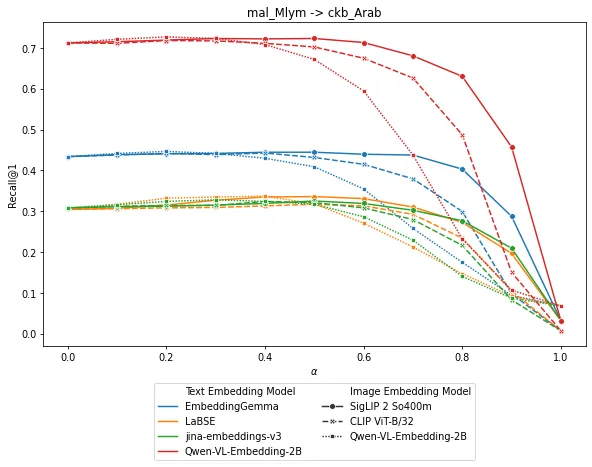 mal_Mlym -> ckb_Arab
Recall@1
0.7
0.6
0.5
0.4
0.3
0.2
0.1
0.0
0.0 0.2 0.4 0.6 0.8 1.0
α
Text Embedding Model Image Embedding Model
EmbeddingGemma SigLIP 2 So400m
LaBSE CLIP ViT-B/32
jina-embeddings-v3 Qwen-VL-Embedding-2B
Qwen-VL-Embedding-2B